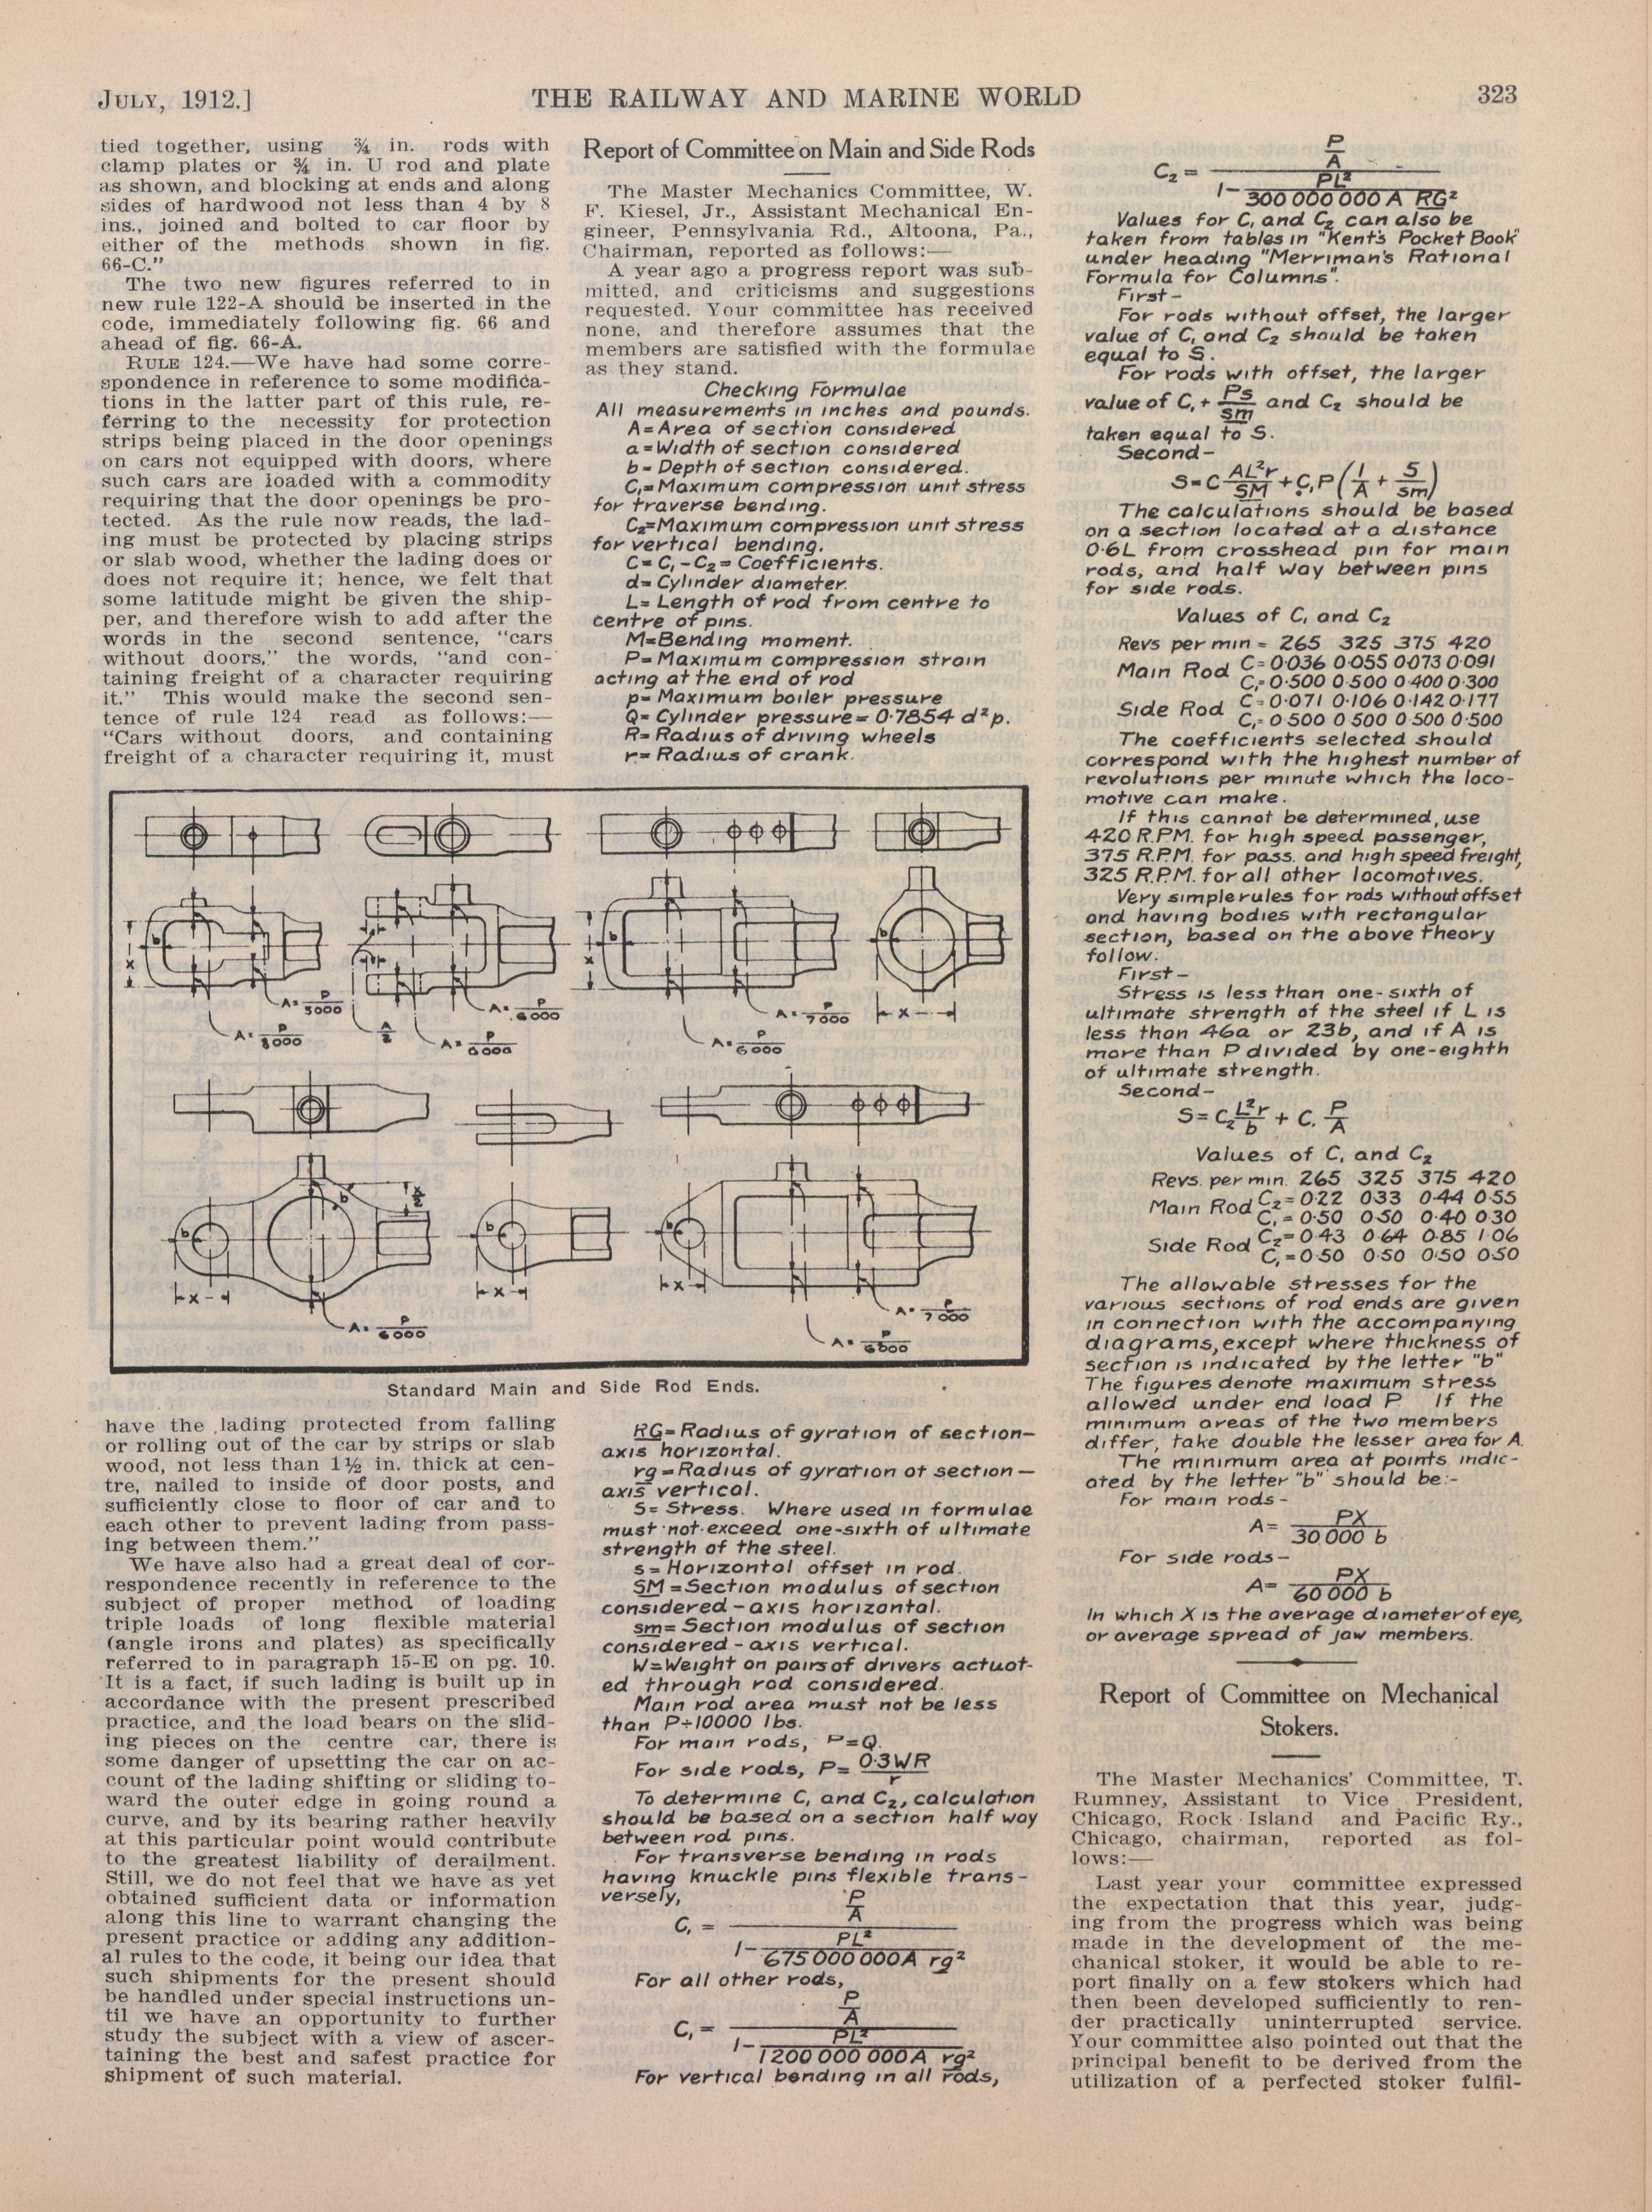 JULY, 1912.]
THE RAILWAY AND MARINE WORLD
323
tied together, using ¾ in. rods with
clamp plates or ¾ in. U rod and plate
as shown, and blocking at ends and along
sides of hardwood not less than 4 by 8
ins., joined and bolted to car floor by
either of the methods shown in fig.
66-C."
The two new figures referred to in
new rule 122-A should be inserted in the
code, immediately following fig. 66 and
ahead of fig. 66-A.
RULE 124.—We have had some corre-
spondence in reference to some modifica-
tions in the latter part of this rule, re-
ferring to the necessity for protection
strips being placed in the door openings
on cars not equipped with doors, where
such cars are loaded with a commodity
requiring that the door openings be pro-
tected. As the rule now reads, the lad-
ing must be protected by placing strips
or slab wood, whether the lading does or
does not require it; hence, we felt that
some latitude might be given the ship-
per, and therefore wish to add after the
words in the second sentence, "cars
without doors," the words, "and con-
taining freight of a character requiring
it." This would make the second sen-
tence of rule 124 read as follows:—
"Cars without doors, and containing
freight of a character requiring it, must
Report of Committee on Main and Side Rods
The Master Mechanics Committee, W.
F. Kiesel, Jr., Assistant Mechanical En-
gineer, Pennsylvania Rd., Altoona, Pa.,
Chairman, reported as follows:—
A year ago a progress report was sub-
mitted, and criticisms and suggestions
requested. Your committee has received
none, and therefore assumes that the
members are satisfied with the formulae
as they stand.
Checking Formulae
All measurements in inches and pounds.
A=Area of section considered
a=Width of section considered
b=Depth of section considered.
C₁=Maximum compression unit stress
for traverse bending.
C₂=Maximum compression unit stress
for vertical bending.
C=C₁-C₂=Coefficients.
d=Cylinder diameter.
L=Length of rod from centre to
centre of pins.
M=Bending moment.
P=Maximum compression strain
acting at the end of rod
p=Maximum boiler pressure
Q=Cylinder pressure=0·7854 d²p.
R=Radius of driving wheels
r=Radius of crank.
A= P/5000
A= P/8000
A/2
A= P/6000
A= P/6000
A= P/7000
A= P/6000
x
A= P/6000
A= P/7000
A= P/6000
Standard Main and Side Rod Ends.
have the lading protected from falling
or rolling out of the car by strips or slab
wood, not less than 1½ in. thick at cen-
tre, nailed to inside of door posts, and
sufficiently close to floor of car and to
each other to prevent lading from pass-
ing between them."
We have also had a great deal of cor-
respondence recently in reference to the
subject of proper method of loading
triple loads of long flexible material
(angle irons and plates) as specifically
referred to in paragraph 15-E on pg. 10.
It is a fact, if such lading is built up in
accordance with the present prescribed
practice, and the load bears on the slid-
ing pieces on the centre car, there is
some danger of upsetting the car on ac-
count of the lading shifting or sliding to-
ward the outer edge in going round a
curve, and by its bearing rather heavily
at this particular point would contribute
to the greatest liability of derailment.
Still, we do not feel that we have as yet
obtained sufficient data or information
along this line to warrant changing the
present practice or adding any addition-
al rules to the code, it being our idea that
such shipments for the present should
be handled under special instructions un-
til we have an opportunity to further
study the subject with a view of ascer-
taining the best and safest practice for
shipment of such material.
RG=Radius of gyration of section—
axis horizontal.
rg=Radius of gyration of section—
axis vertical.
S=Stress. Where used in formulae
must not exceed one-sixth of ultimate
strength of the steel.
s=Horizontal offset in rod.
SM=Section modulus of section
considered-axis horizontal.
sm=Section modulus of section
considered-axis vertical.
W=Weight on pairs of drivers actuat-
ed through rod considered.
Main rod area must not be less
than P÷10000 lbs.
For main rods, P=Q.
For side rods, P= 0·3WR/r
To determine C₁ and C₂, calculation
should be based on a section half way
between rod pins.
For transverse bending in rods
having knuckle pins flexible trans-
versely,
C₁ = (P/A) / (1- PL²/(675 000 000 A rg²))
For all other rods,
C₁ = (P/A) / (1- PL²/(1200 000 000 A rg²))
For vertical bending in all rods,
C₂ = (P/A) / (1- PL²/(300 000 000 A RG²))
Values for C₁ and C₂ can also be
taken from tables in "Kent's Pocket Book"
under heading "Merriman's Rational
Formula for Columns".
First-
For rods without offset, the larger
value of C₁ and C₂ should be taken
equal to S.
For rods with offset, the larger
value of C₁+ Ps/sm and C₂ should be
taken equal to S.
Second-
S=C AL²r/SM + C₁P(1/A + S/sm)
The calculations should be based
on a section located at a distance
0·6L from crosshead pin for main
rods, and half way between pins
for side rods.
Values of C₁ and C₂
Revs per min = 265 325 375 420
Main Rod C=0·036 0·055 0·073 0·091
C₁=0·500 0·500 0·400 0·300
Side Rod C=0·071 0·106 0·142 0·177
C₁=0·500 0·500 0·500 0·500
The coefficients selected should
correspond with the highest number of
revolutions per minute which the loco-
motive can make.
If this cannot be determined, use
420 R.P.M. for high speed passenger,
375 R.P.M. for pass. and high speed freight,
325 R.P.M. for all other locomotives.
Very simple rules for rods without offset
and having bodies with rectangular
section, based on the above theory
follow.
First-
Stress is less than one-sixth of
ultimate strength of the steel if L is
less than 46a or 23b, and if A is
more than P divided by one-eighth
of ultimate strength.
Second-
S=C₂ L²r/b + C₁ P/A
Values of C₁ and C₂
Revs. per min. 265 325 375 420
Main Rod C₂=0·22 0·33 0·44 0·55
C₁=0·50 0·50 0·40 0·30
Side Rod C₂=0·43 0·64 0·85 1·06
C₁=0·50 0·50 0·50 0·50
The allowable stresses for the
various sections of rod ends are given
in connection with the accompanying
diagrams, except where thickness of
section is indicated by the letter "b"
The figures denote maximum stress
allowed under end load P If the
minimum areas of the two members
differ, take double the lesser area for A.
The minimum area at points indic-
ated by the letter "b" should be:-
For main rods-
A= PX/30 000 b
For side rods-
A= PX/60 000 b
In which X is the average diameter of eye,
or average spread of jaw members.
Report of Committee on Mechanical
Stokers.
The Master Mechanics' Committee, T.
Rumney, Assistant to Vice President,
Chicago, Rock Island and Pacific Ry.,
Chicago, chairman, reported as fol-
lows:—
Last year your committee expressed
the expectation that this year, judg-
ing from the progress which was being
made in the development of the me-
chanical stoker, it would be able to re-
port finally on a few stokers which had
then been developed sufficiently to ren-
der practically uninterrupted service.
Your committee also pointed out that the
principal benefit to be derived from the
utilization of a perfected stoker fulfil-